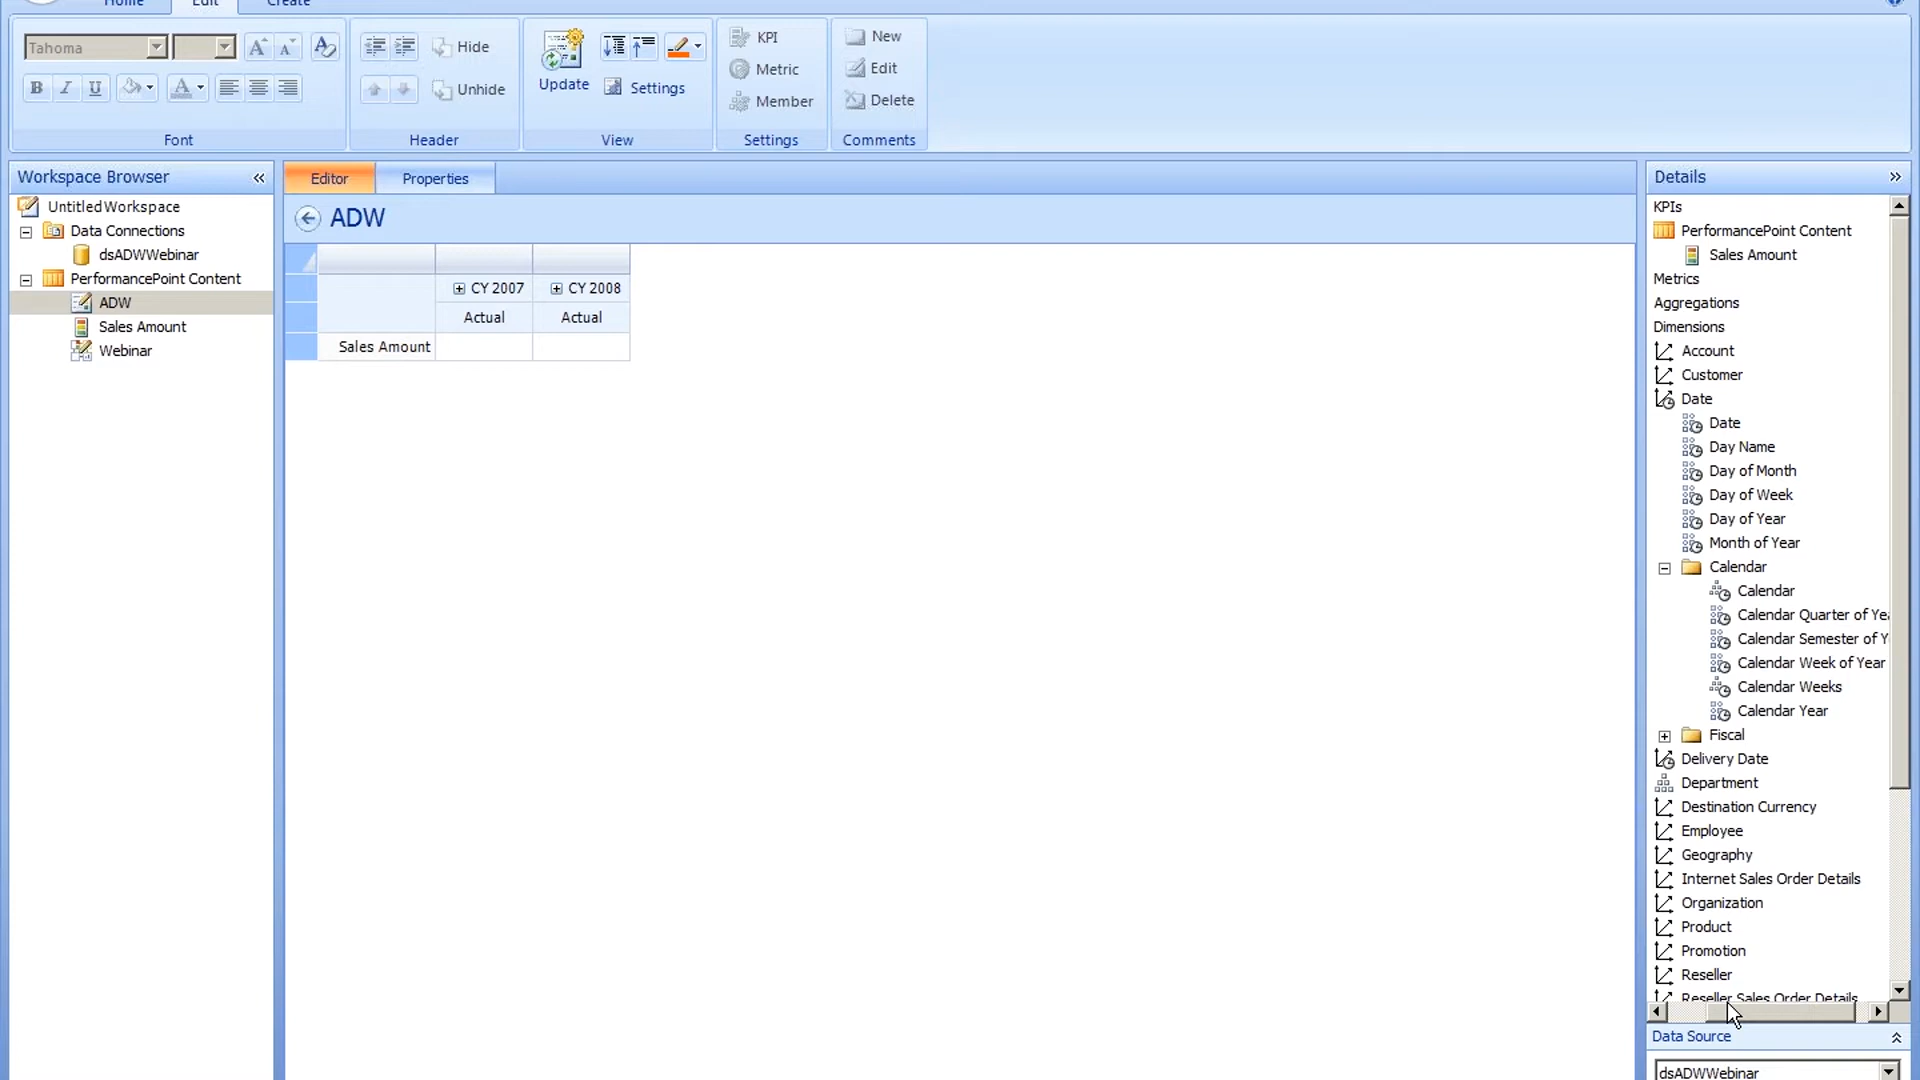 Home Edit Create
Tahoma
Hide
Unhide
Update
Settings
KPI
Metric
Member
New
Edit
Delete
Font
Header
View
Settings
Comments
Workspace Browser
Untitled Workspace
Data Connections
dsADWWebinar
PerformancePoint Content
ADW
Sales Amount
Webinar
Editor Properties
ADW
CY 2007 CY 2008
Actual Actual
Sales Amount
Details
KPIs
PerformancePoint Content
Sales Amount
Metrics
Aggregations
Dimensions
Account
Customer
Date
Date
Day Name
Day of Month
Day of Week
Day of Year
Month of Year
Calendar
Calendar
Calendar Quarter of Yea
Calendar Semester of Y
Calendar Week of Year
Calendar Weeks
Calendar Year
Fiscal
Delivery Date
Department
Destination Currency
Employee
Geography
Internet Sales Order Details
Organization
Product
Promotion
Reseller
Reseller Sales Order Details
Data Source
dsADWWebinar